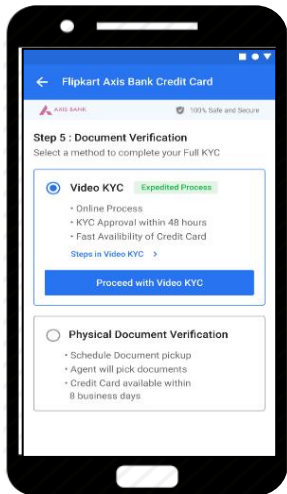 Flipkart Axis Bank Credit Card
AXIS BANK
100% Safe and Secure
Step 5 : Document Verification
Select a method to complete your Full KYC
Video KYC Expedited Process
• Online Process
• KYC Approval within 48 hours
• Fast Availibility of Credit Card
Steps in Video KYC >
Proceed with Video KYC
Physical Document Verification
• Schedule Document pickup
• Agent will pick documents
• Credit Card available within
8 business days